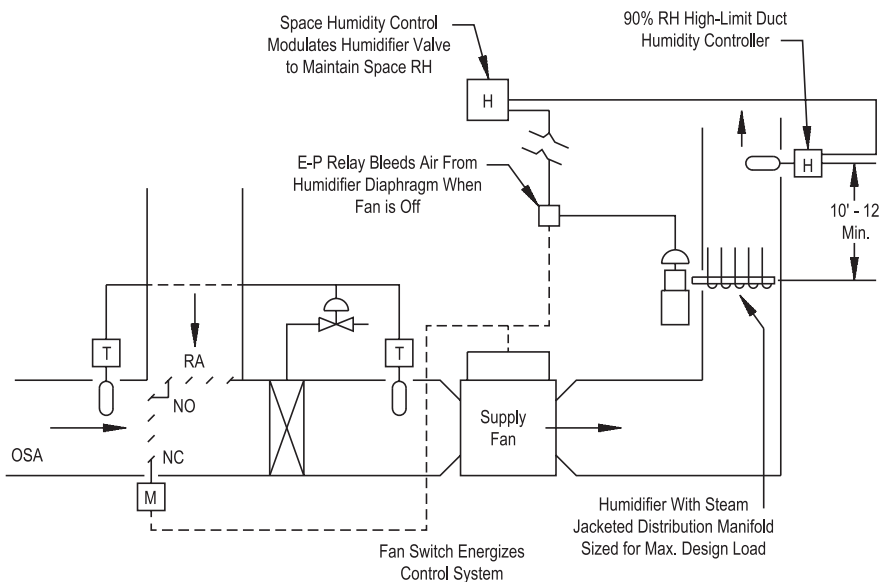 Space Humidity Control
Modulates Humidifier Valve
to Maintain Space RH
90% RH High-Limit Duct
Humidity Controller
H
H
E-P Relay Bleeds Air From
Humidifier Diaphragm When
Fan is Off
10' - 12
Min.
T
RA
T
NO
OSA
NC
M
Supply
Fan
Humidifier With Steam
Jacketed Distribution Manifold
Sized for Max. Design Load
Fan Switch Energizes
Control System